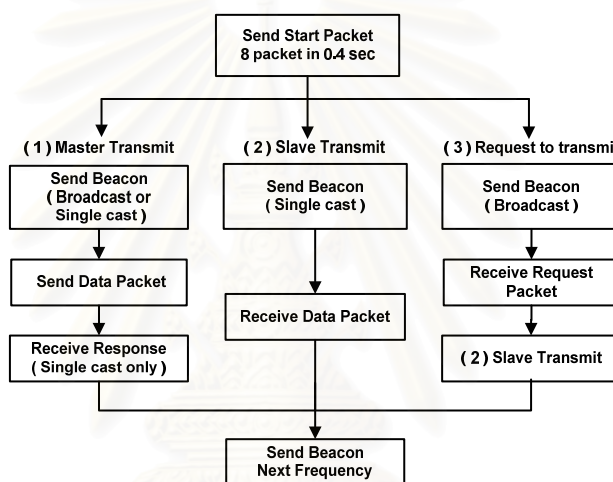 Send Start Packet
8 packet in 0.4 sec
( 1 ) Master Transmit
( 2 ) Slave Transmit
( 3 ) Request to transmit
Send Beacon
( Broadcast or
Single cast )
Send Beacon
( Single cast )
Send Beacon
( Broadcast )
Send Data Packet
Receive Data Packet
Receive Request
Packet
Receive Response
( Single cast only )
( 2 ) Slave Transmit
Send Beacon
Next Frequency